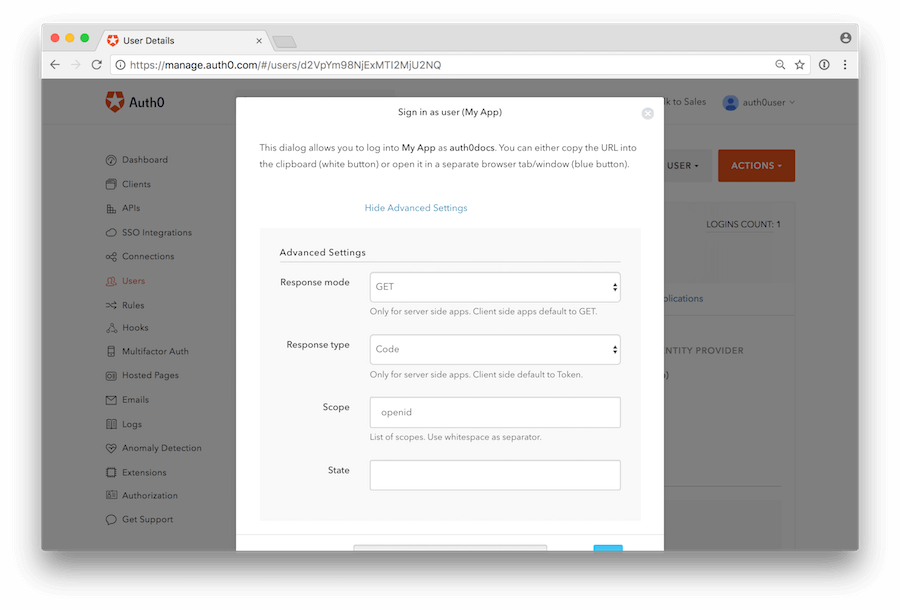 User Details
https://manage.auth0.com/#/users/d2VpYm98NjExMTI2MjU2NQ
Auth0
lk to Sales
auth0user
Dashboard
Clients
APIs
SSO Integrations
Connections
Users
Rules
Hooks
Multifactor Auth
Hosted Pages
Emails
Logs
Anomaly Detection
Extensions
Authorization
Get Support
Sign in as user (My App)
This dialog allows you to log into My App as auth0docs. You can either copy the URL into
the clipboard (white button) or open it in a separate browser tab/window (blue button).
Hide Advanced Settings
Advanced Settings
Response mode
GET
Only for server side apps. Client side apps default to GET.
Response type
Code
Only for server side apps. Client side default to Token.
Scope
openid
List of scopes. Use whitespace as separator.
State
USER
ACTIONS
LOGINS COUNT: 1
plications
NTITY PROVIDER